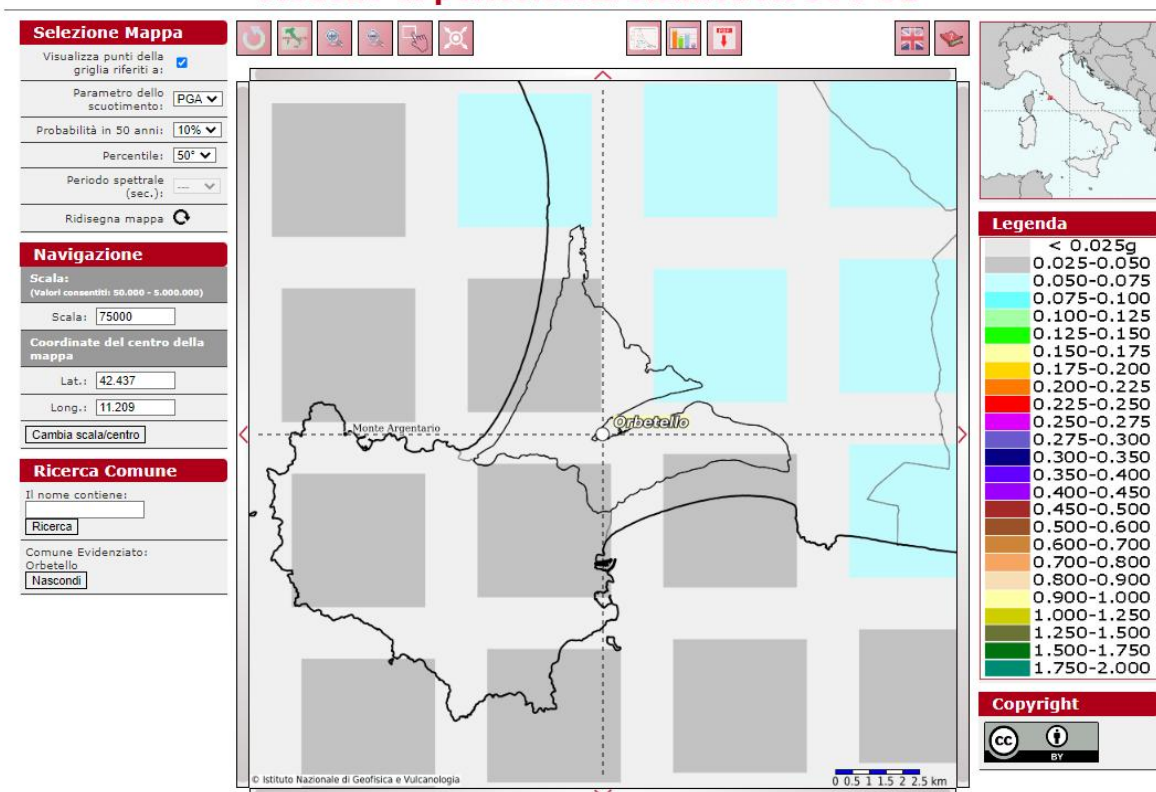 Selezione Mappa
Visualizza punti della
griglia riferiti a:
Parametro dello
scuotimento: PGA
Probabilità in 50 anni: 10%
Percentile: 50°
Periodo spettrale
(sec.): ---
Ridisegna mappa
Navigazione
Scala:
(Valori consentiti: 50.000 - 5.000.000)
Scala: 75000
Coordinate del centro della
mappa
Lat.: 42.437
Long.: 11.209
Cambia scala/centro
Ricerca Comune
Il nome contiene:
Ricerca
Comune Evidenziato:
Orbetello
Nascondi
Monte Argentario
Orbetello
© Istituto Nazionale di Geofisica e Vulcanologia
0 0.5 1 1.5 2 2.5 km
Legenda
< 0.025g
0.025-0.050
0.050-0.075
0.075-0.100
0.100-0.125
0.125-0.150
0.150-0.175
0.175-0.200
0.200-0.225
0.225-0.250
0.250-0.275
0.275-0.300
0.300-0.350
0.350-0.400
0.400-0.450
0.450-0.500
0.500-0.600
0.600-0.700
0.700-0.800
0.800-0.900
0.900-1.000
1.000-1.250
1.250-1.500
1.500-1.750
1.750-2.000
Copyright
cc
BY